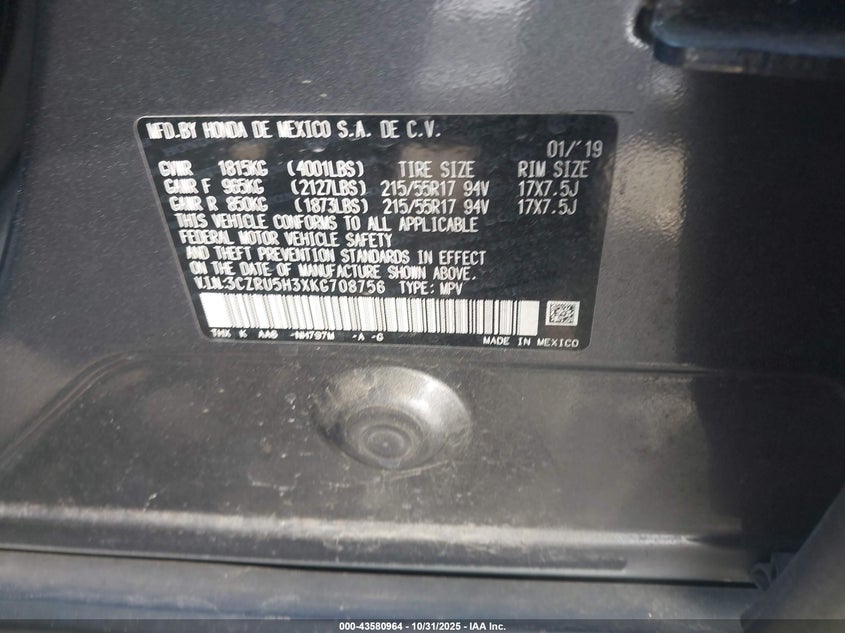 MFD.BY HONDA DE MEXICO S.A. DE C.V.
01/'19
GVWR 1815KG (4001LBS) TIRE SIZE RIM SIZE
GAWR F 965KG (2127LBS) 215/55R17 94V 17X7.5J
GAWR R 850KG (1873LBS) 215/55R17 94V 17X7.5J
THIS VEHICLE CONFORMS TO ALL APPLICABLE
FEDERAL MOTOR VEHICLE SAFETY
AND THEFT PREVENTION STANDARDS IN EFFECT
ON THE DATE OF MANUFACTURE SHOWN ABOVE.
V.I.N:3CZRU5H3XKG708756 TYPE: MPV
THX K AA6 -NH797M -A -G MADE IN MEXICO
000-43580964 - 10/31/2025 - IAA Inc.